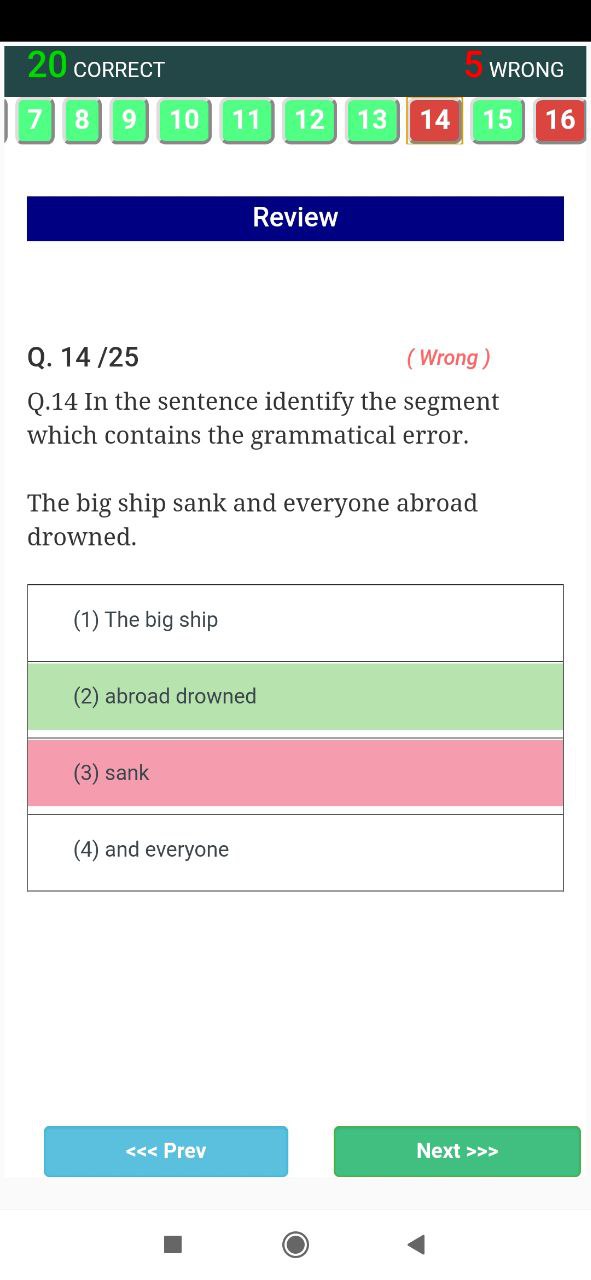 20 CORRECT 5 WRONG
7 8 9 10 11 12 13 14 15 16
Review
Q. 14 /25 ( Wrong )
Q.14 In the sentence identify the segment
which contains the grammatical error.
The big ship sank and everyone abroad
drowned.
(1) The big ship
(2) abroad drowned
(3) sank
(4) and everyone
<<< Prev Next >>>